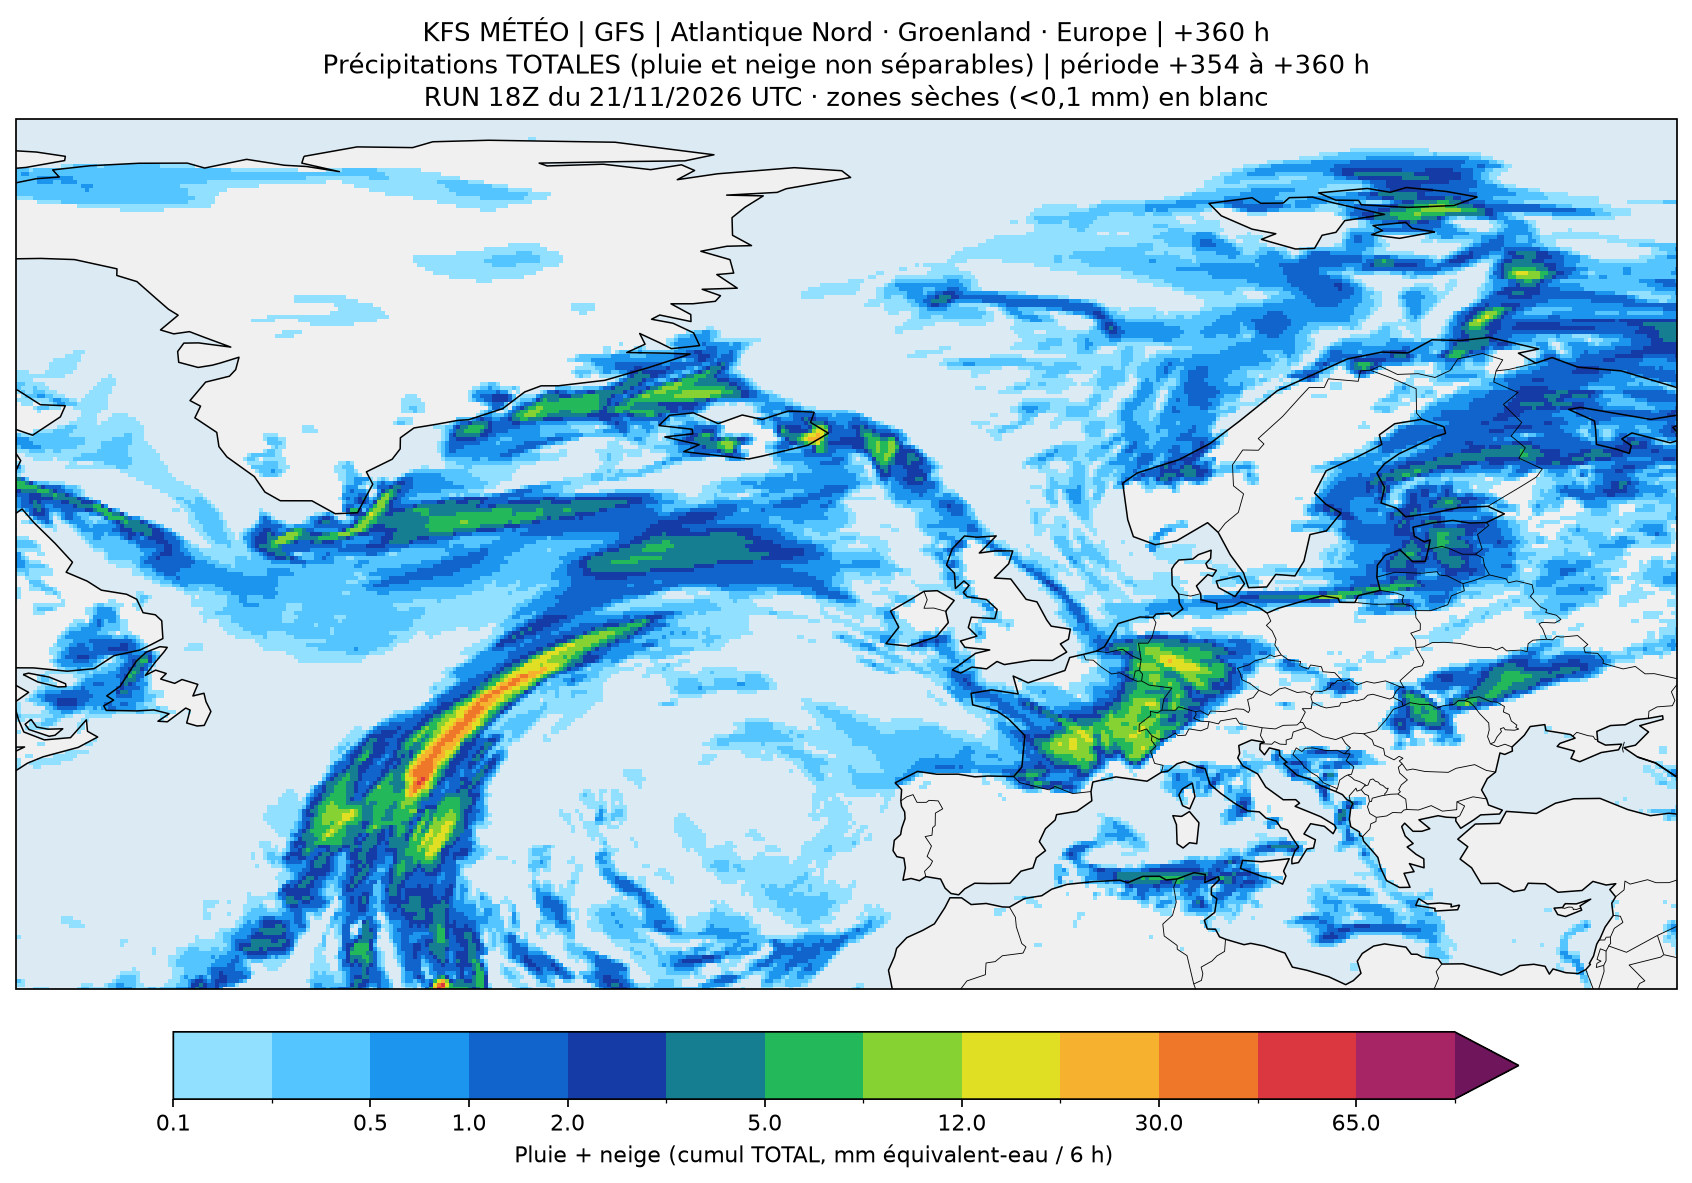 KFS MÉTÉO | GFS | Atlantique Nord · Groenland · Europe | +360 h
Précipitations TOTALES (pluie et neige non séparables) | période +354 à +360 h
RUN 18Z du 21/11/2026 UTC · zones sèches (<0,1 mm) en blanc
0.1 0.5 1.0 2.0 5.0 12.0 30.0 65.0
Pluie + neige (cumul TOTAL, mm équivalent-eau / 6 h)